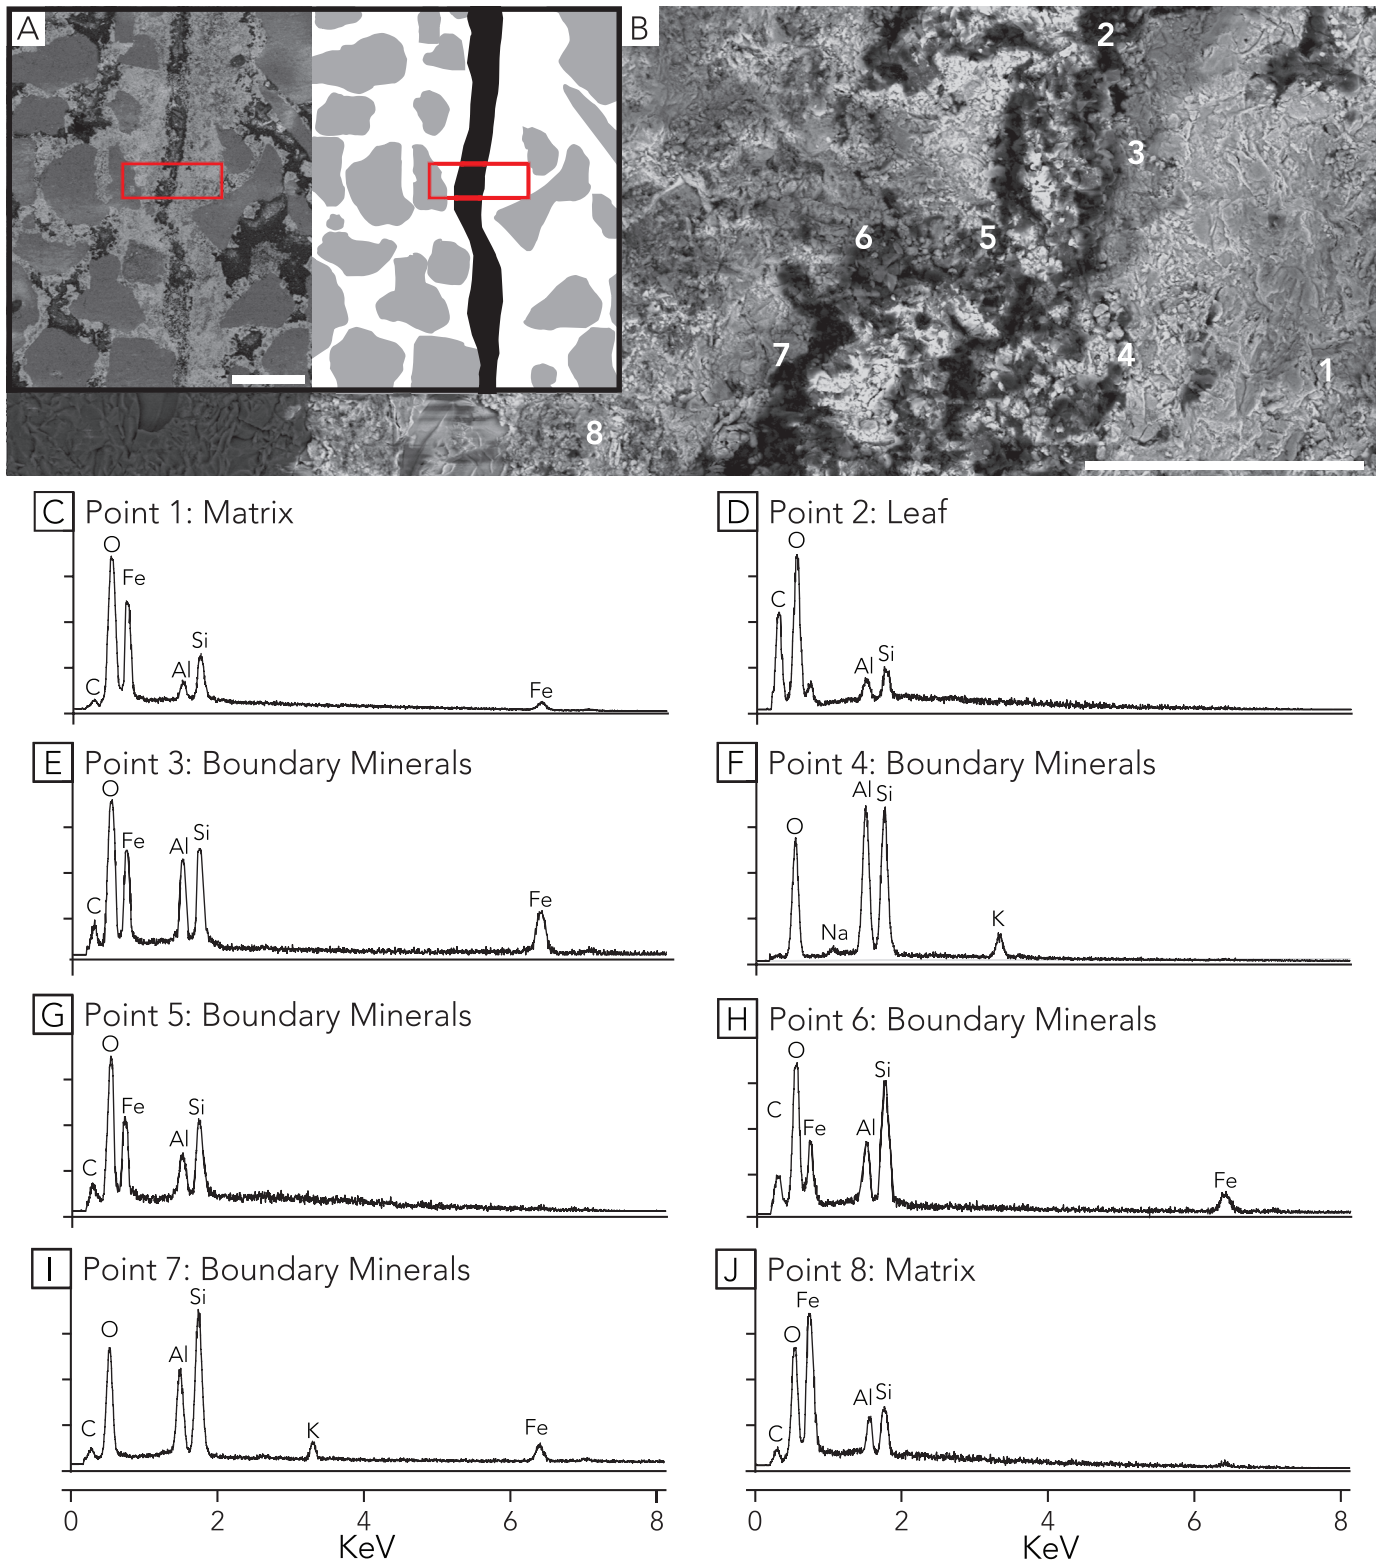 A
B
2
3
6
5
7
4
1
8
C Point 1: Matrix
O
Fe
Si
Al
C
Fe
D Point 2: Leaf
O
C
Al
Si
E Point 3: Boundary Minerals
O
Fe
Al
Si
C
Fe
F Point 4: Boundary Minerals
Al
Si
O
Na
K
G Point 5: Boundary Minerals
O
Fe
Si
Al
C
H Point 6: Boundary Minerals
O
Si
C
Fe
Al
Fe
I Point 7: Boundary Minerals
Si
O
Al
C
K
Fe
J Point 8: Matrix
Fe
O
Al
Si
C
0 2 4 6 8
KeV
0 2 4 6 8
KeV